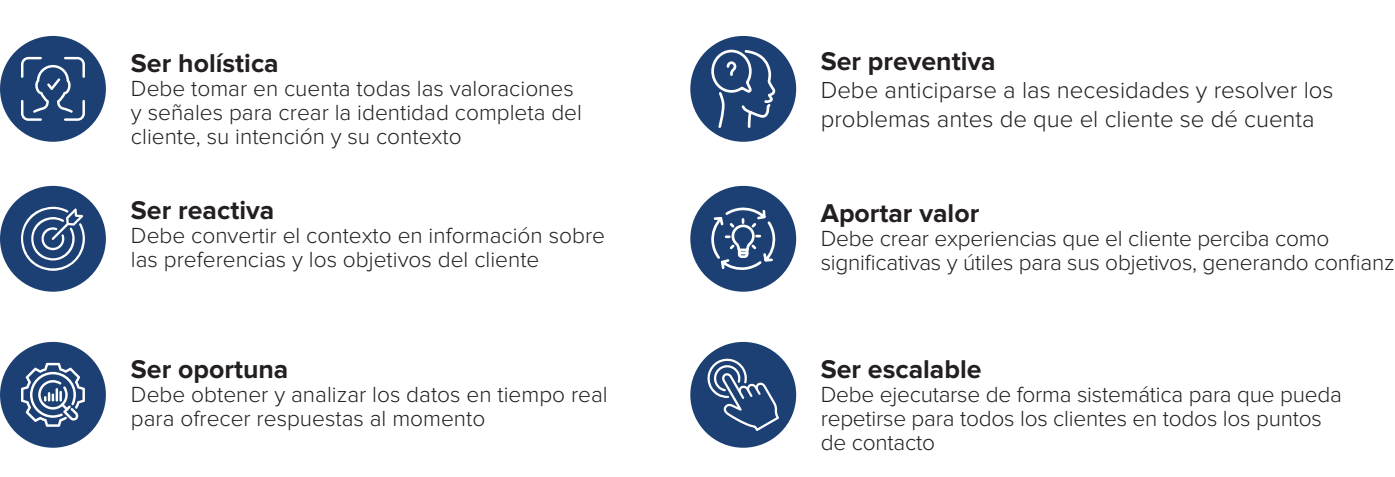 Ser holística
Debe tomar en cuenta todas las valoraciones
y señales para crear la identidad completa del
cliente, su intención y su contexto
Ser reactiva
Debe convertir el contexto en información sobre
las preferencias y los objetivos del cliente
Ser oportuna
Debe obtener y analizar los datos en tiempo real
para ofrecer respuestas al momento
?
Ser preventiva
Debe anticiparse a las necesidades y resolver los
problemas antes de que el cliente se dé cuenta
Aportar valor
Debe crear experiencias que el cliente perciba como
significativas y útiles para sus objetivos, generando confianz
Ser escalable
Debe ejecutarse de forma sistemática para que pueda
repetirse para todos los clientes en todos los puntos
de contacto